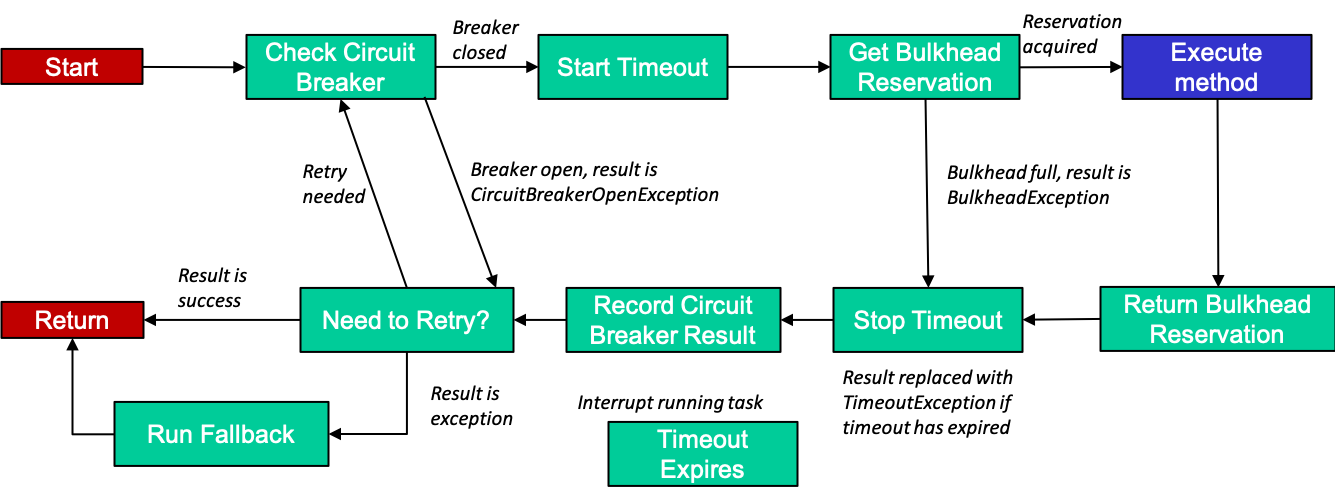 Start
Check Circuit
Breaker
Breaker
closed
Start Timeout
Get Bulkhead
Reservation
Reservation
acquired
Execute
method
Retry
needed
Breaker open, result is
CircuitBreakerOpenException
Bulkhead full, result is
BulkheadException
Result is
success
Return
Need to Retry?
Record Circuit
Breaker Result
Stop Timeout
Return Bulkhead
Reservation
Run Fallback
Result is
exception
Interrupt running task
Timeout
Expires
Result replaced with
TimeoutException if
timeout has expired